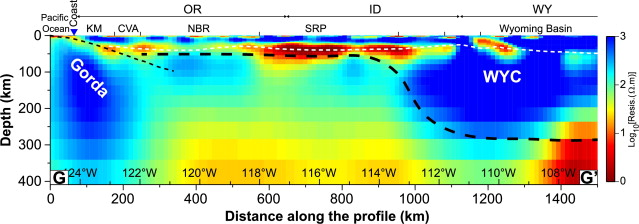 OR ID WY
Pacific Ocean Coast KM CVA NBR SRP Wyoming Basin
0
100
200
300
400
Depth (km)
Gorda
WYC
G 124°W 122°W 120°W 118°W 116°W 114°W 112°W 110°W 108°W G'
0 200 400 600 800 1000 1200 1400
Distance along the profile (km)
3
2
1
0
Log10[Resis.(Ω.m)]